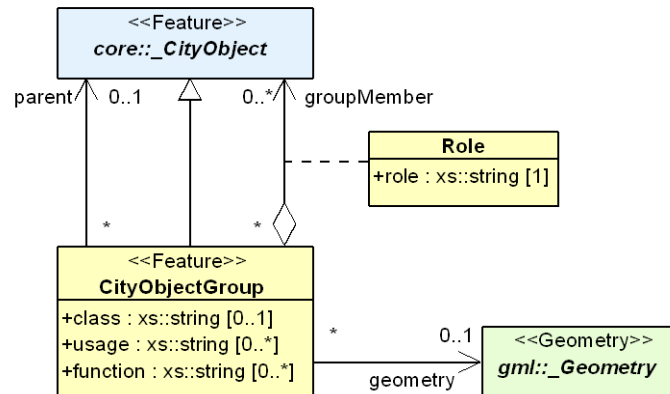 <<Feature>>
core::_CityObject
parent 0..1 0..* groupMember
Role
+role : xs::string [1]
* *
<<Feature>>
CityObjectGroup
+class : xs::string [0..1]
+usage : xs::string [0..*]
+function : xs::string [0..*]
* 0..1
geometry
<<Geometry>>
gml::_Geometry